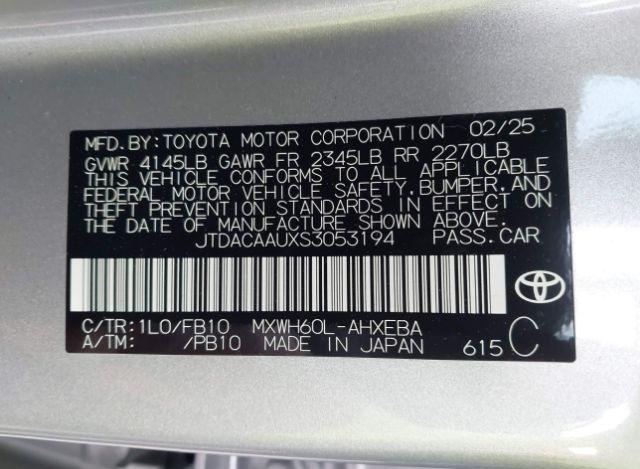 MFD.BY:TOYOTA MOTOR CORPORATION 02/25
GVWR 4145LB GAWR FR 2345LB RR 2270LB
THIS VEHICLE CONFORMS TO ALL APPLICABLE
FEDERAL MOTOR VEHICLE SAFETY,BUMPER,AND
THEFT PREVENTION STANDARDS IN EFFECT ON
THE DATE OF MANUFACTURE SHOWN ABOVE.
JTDACAAUXS3053194 PASS.CAR
C/TR:1L0/FB10 MXWH60L-AHXEBA
A/TM: /PB10 MADE IN JAPAN 615 C